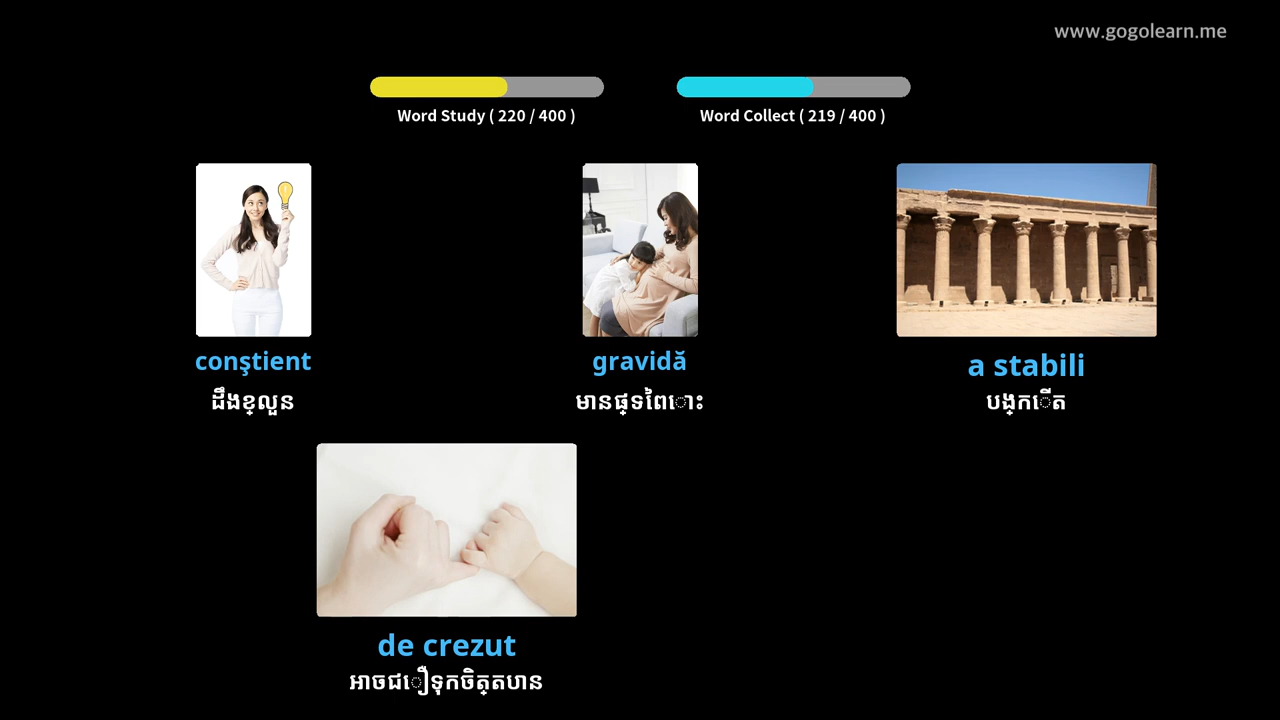 www.gogolearn.me
Word Study ( 220 / 400 )
Word Collect ( 219 / 400 )
conştient
gravidă
a stabili
ដឹងខ្លួន
មានផ្ទៃពោះ
បង្កើត
de crezut
អាចជឿទុកចិត្តបាន